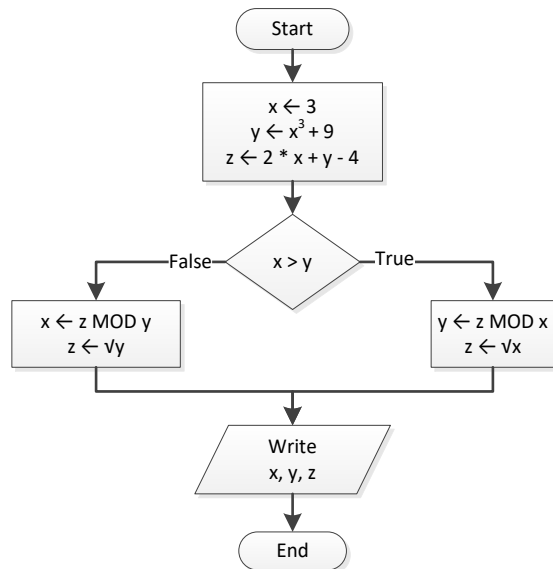 Start
x ← 3
y ← x³ + 9
z ← 2 * x + y - 4
x > y
False
True
x ← z MOD y
z ← √y
y ← z MOD x
z ← √x
Write
x, y, z
End